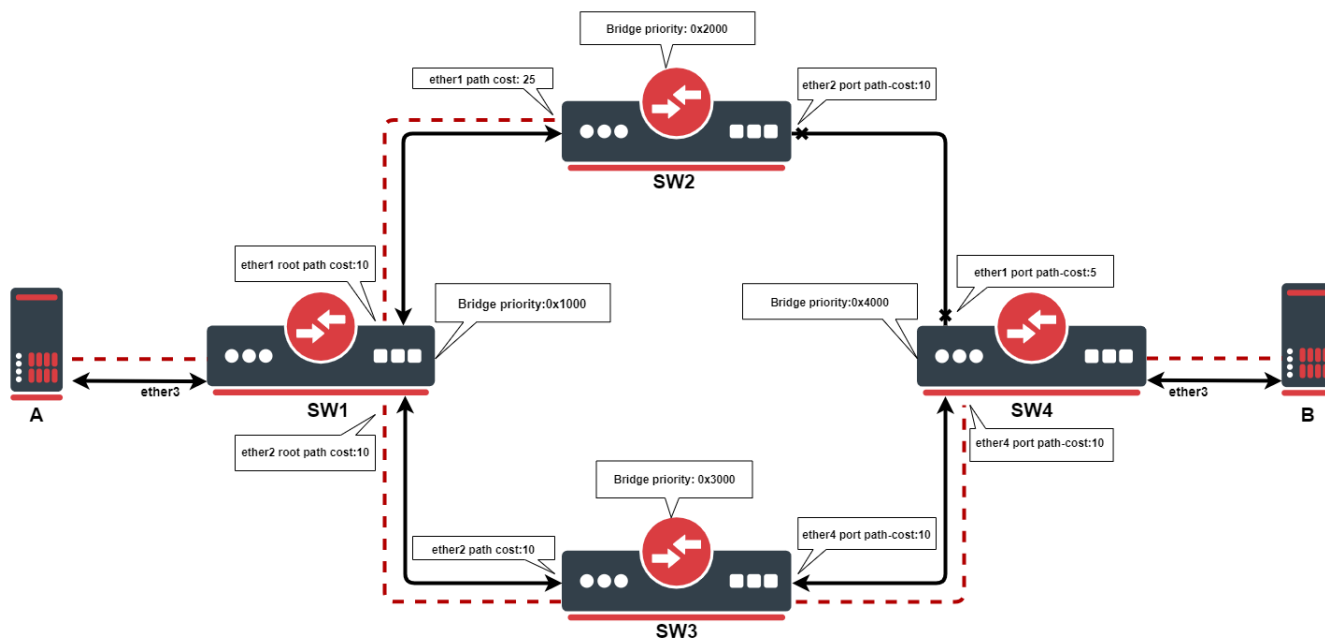 Bridge priority: 0x2000
ether1 path cost: 25
ether2 port path-cost:10
SW2
ether1 root path cost:10
Bridge priority:0x1000
Bridge priority:0x4000
ether1 port path-cost:5
ether3
A
SW1
SW4
ether3
B
ether2 root path cost:10
ether4 port path-cost:10
Bridge priority: 0x3000
ether2 path cost:10
ether4 port path-cost:10
SW3